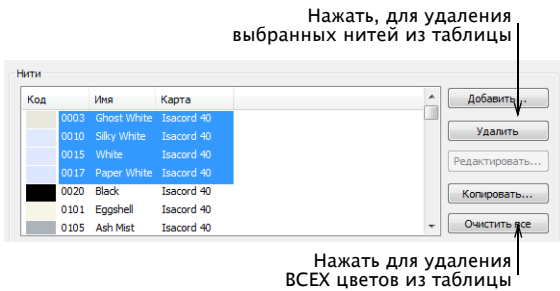 Нажать, для удаления
выбранных нитей из таблицы
Нити
Код Имя Карта
0003 Ghost White Isacord 40
0010 Silky White Isacord 40
0015 White Isacord 40
0017 Paper White Isacord 40
0020 Black Isacord 40
0101 Eggshell Isacord 40
0105 Ash Mist Isacord 40
Добавить...
Удалить
Редактировать...
Копировать...
Очистить все
Нажать для удаления
ВСЕХ цветов из таблицы